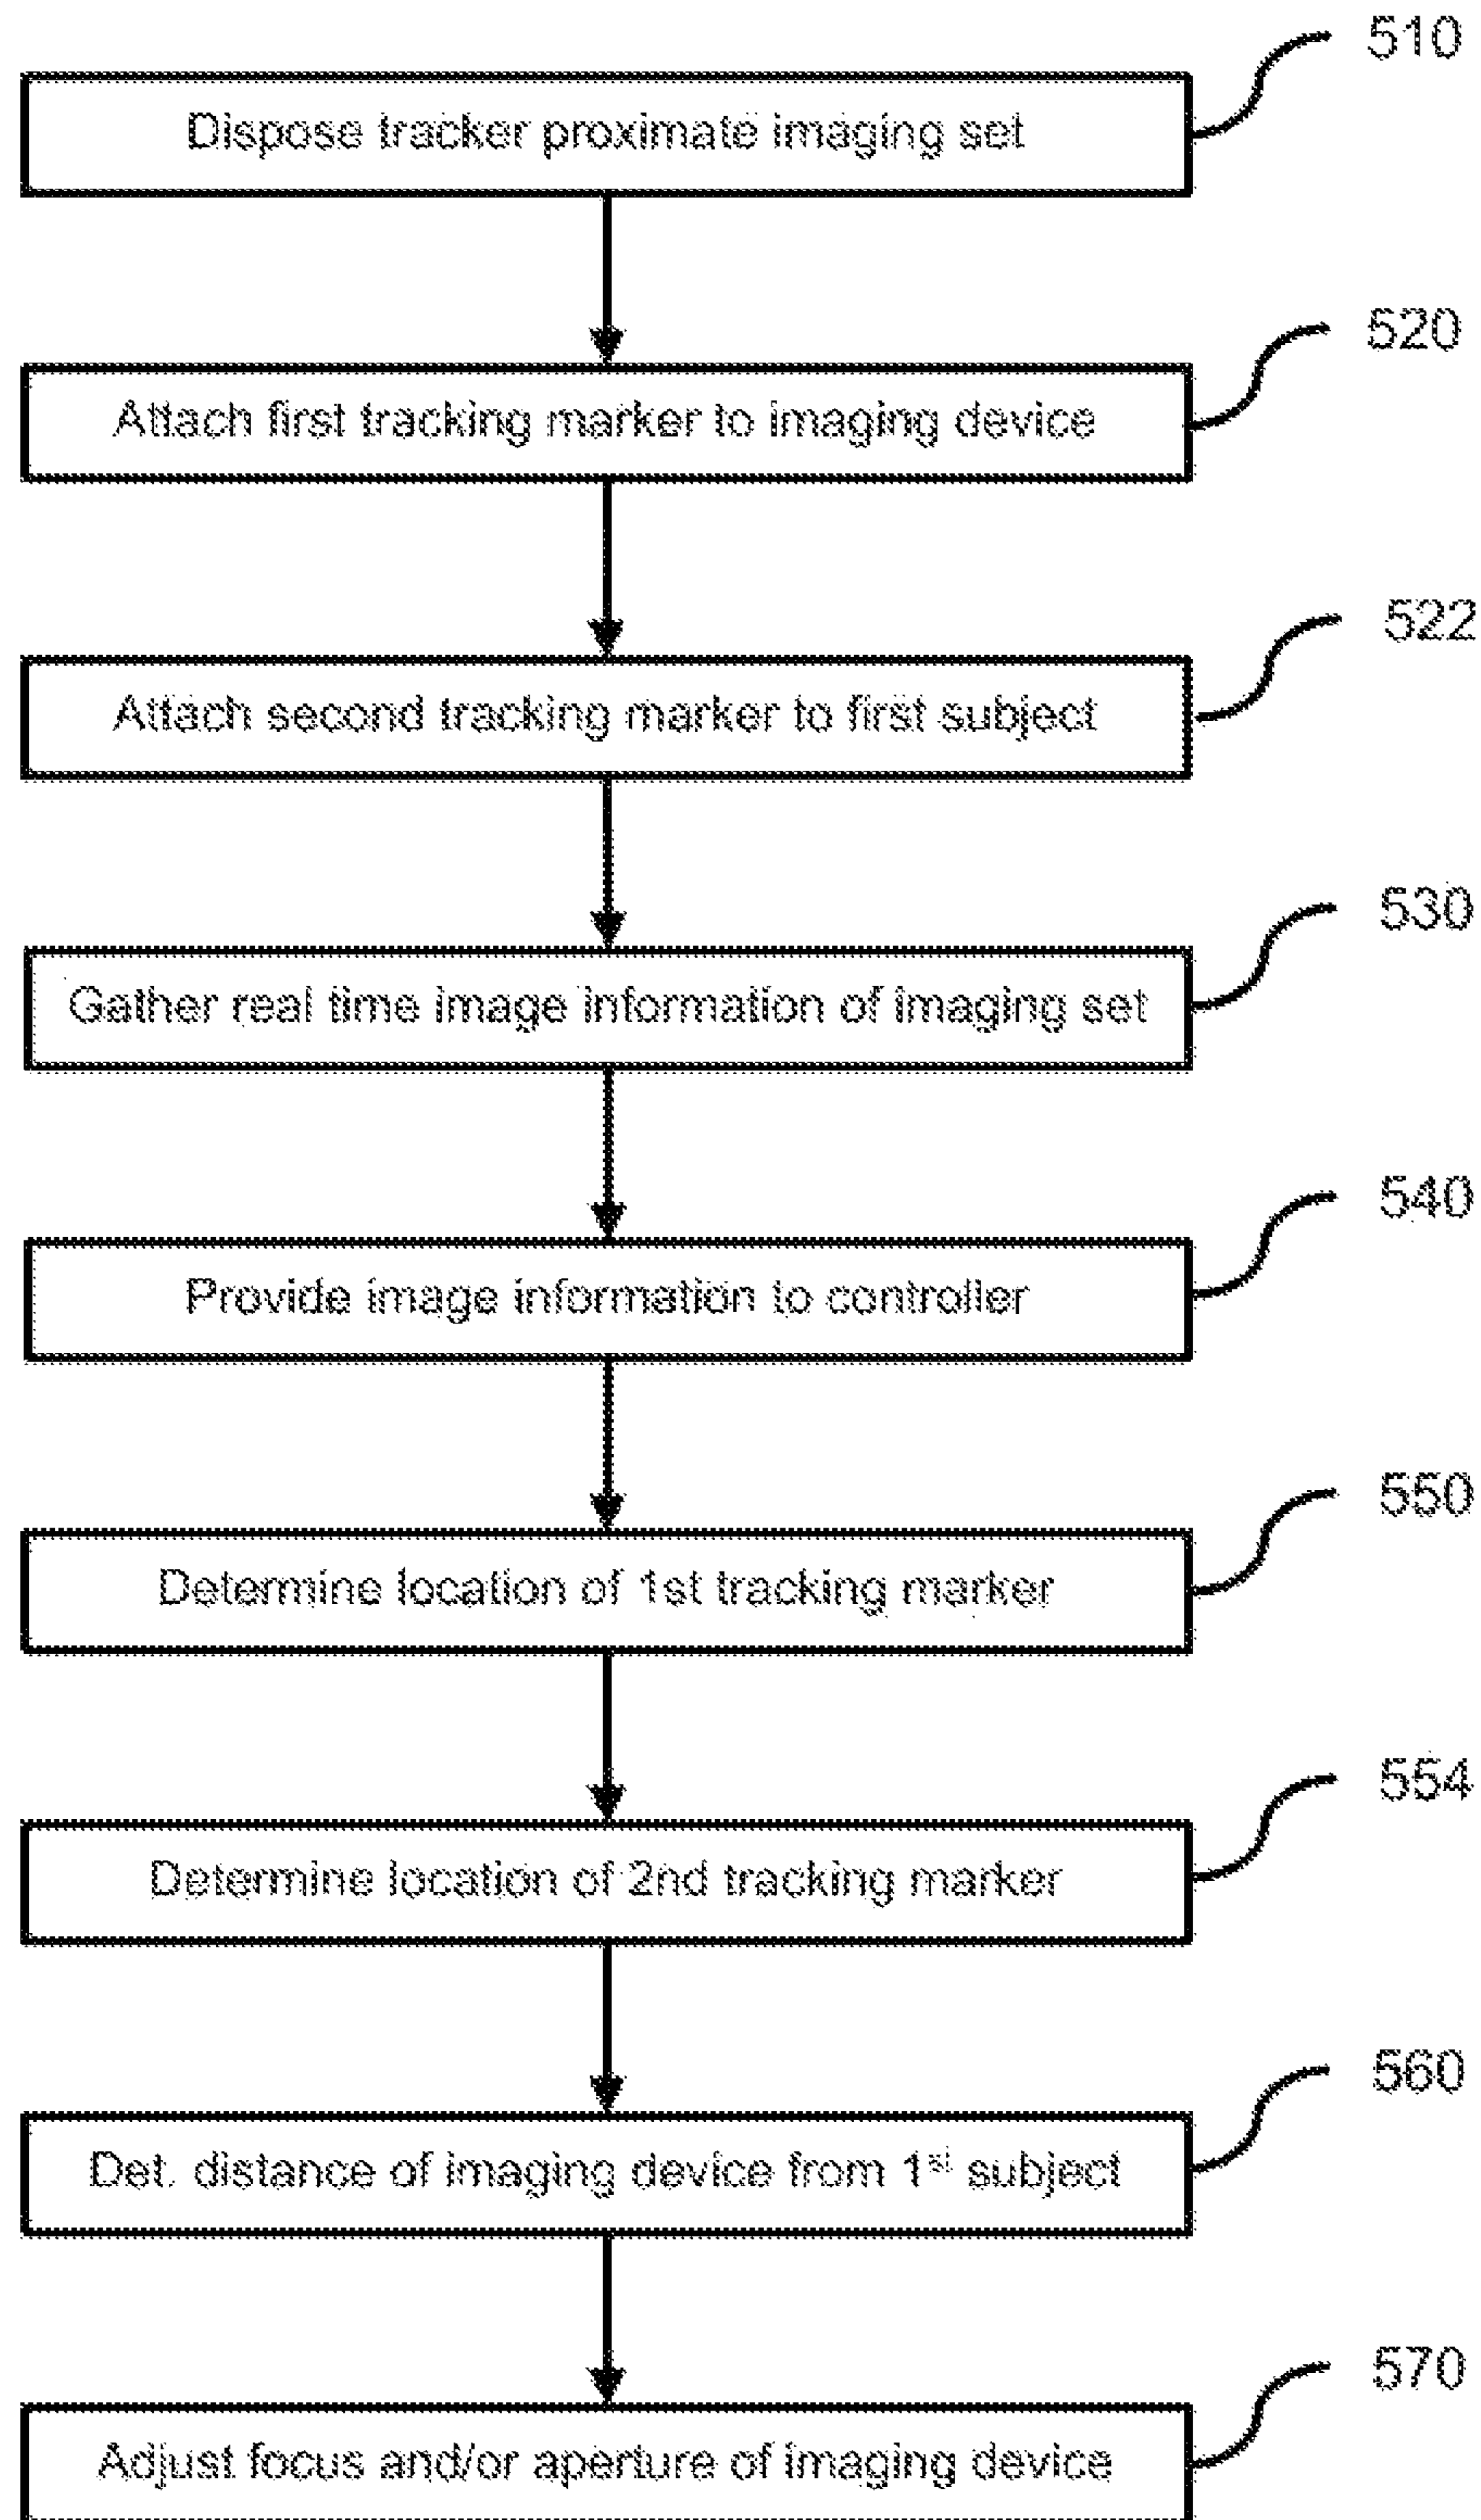 510
Dispose tracker proximate imaging set
520
Attach first tracking marker to imaging device
522
Attach second tracking marker to first subject
530
Gather real time image information of imaging set
540
Provide image information to controller
550
Determine location of 1st tracking marker
554
Determine location of 2nd tracking marker
560
Det. distance of imaging device from 1st subject
570
Adjust focus and/or aperture of imaging device